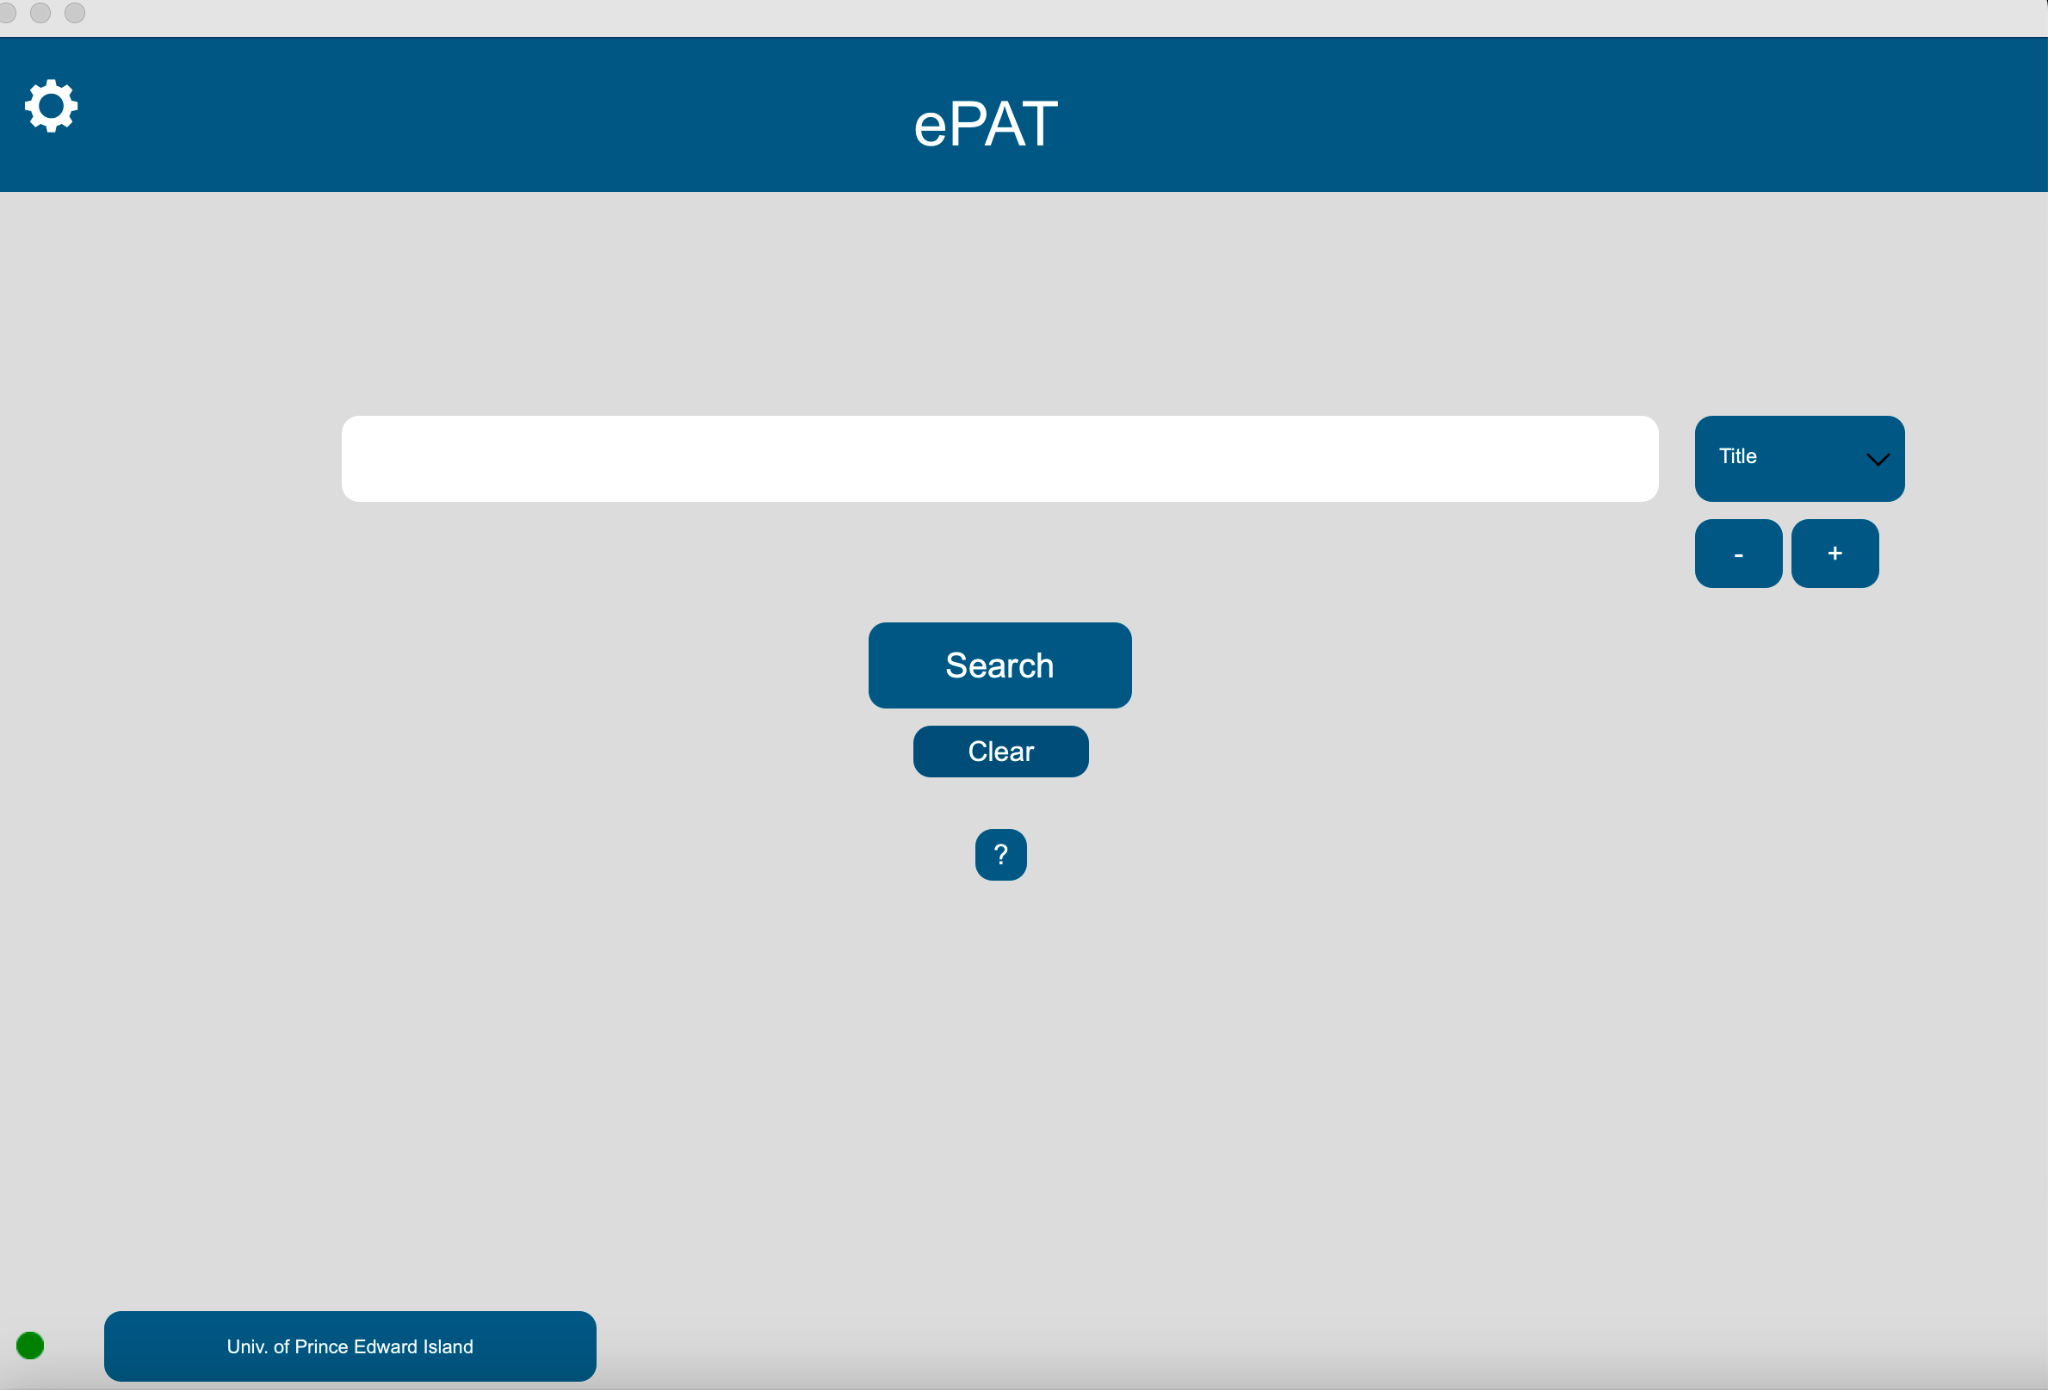 ePAT
Title
- +
Search
Clear
?
Univ. of Prince Edward Island